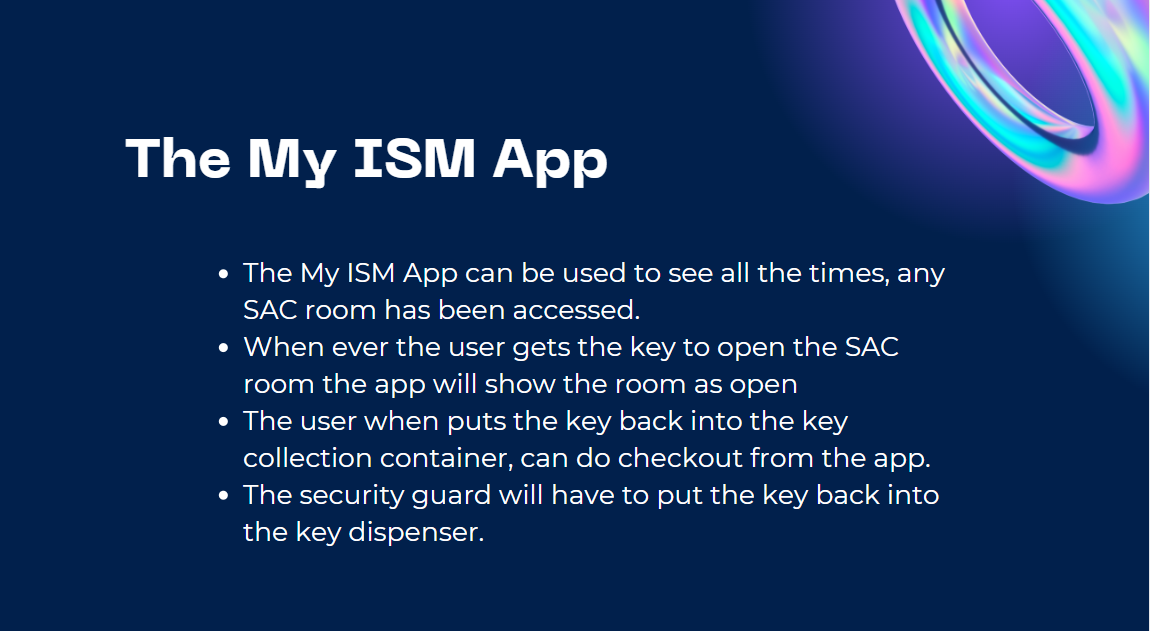 The My ISM App
• The My ISM App can be used to see all the times, any
SAC room has been accessed.
• When ever the user gets the key to open the SAC
room the app will show the room as open
• The user when puts the key back into the key
collection container, can do checkout from the app.
• The security guard will have to put the key back into
the key dispenser.